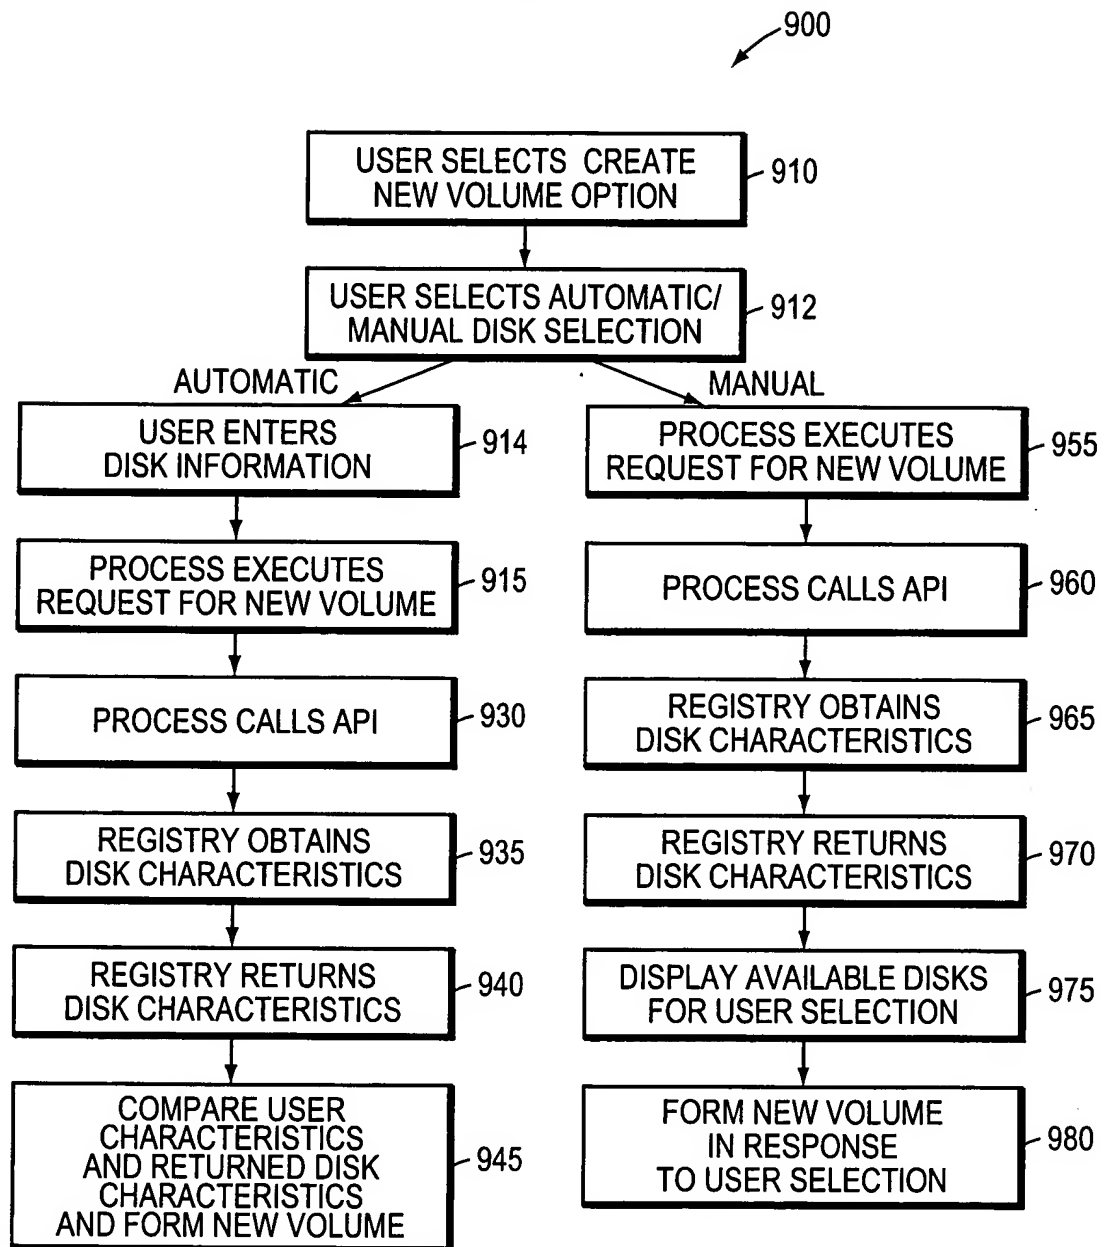 900
USER SELECTS CREATE
NEW VOLUME OPTION
910
USER SELECTS AUTOMATIC/
MANUAL DISK SELECTION
912
AUTOMATIC
USER ENTERS
DISK INFORMATION
914
PROCESS EXECUTES
REQUEST FOR NEW VOLUME
915
PROCESS CALLS API
930
REGISTRY OBTAINS
DISK CHARACTERISTICS
935
REGISTRY RETURNS
DISK CHARACTERISTICS
940
COMPARE USER
CHARACTERISTICS
AND RETURNED DISK
CHARACTERISTICS
AND FORM NEW VOLUME
945
MANUAL
PROCESS EXECUTES
REQUEST FOR NEW VOLUME
955
PROCESS CALLS API
960
REGISTRY OBTAINS
DISK CHARACTERISTICS
965
REGISTRY RETURNS
DISK CHARACTERISTICS
970
DISPLAY AVAILABLE DISKS
FOR USER SELECTION
975
FORM NEW VOLUME
IN RESPONSE
TO USER SELECTION
980